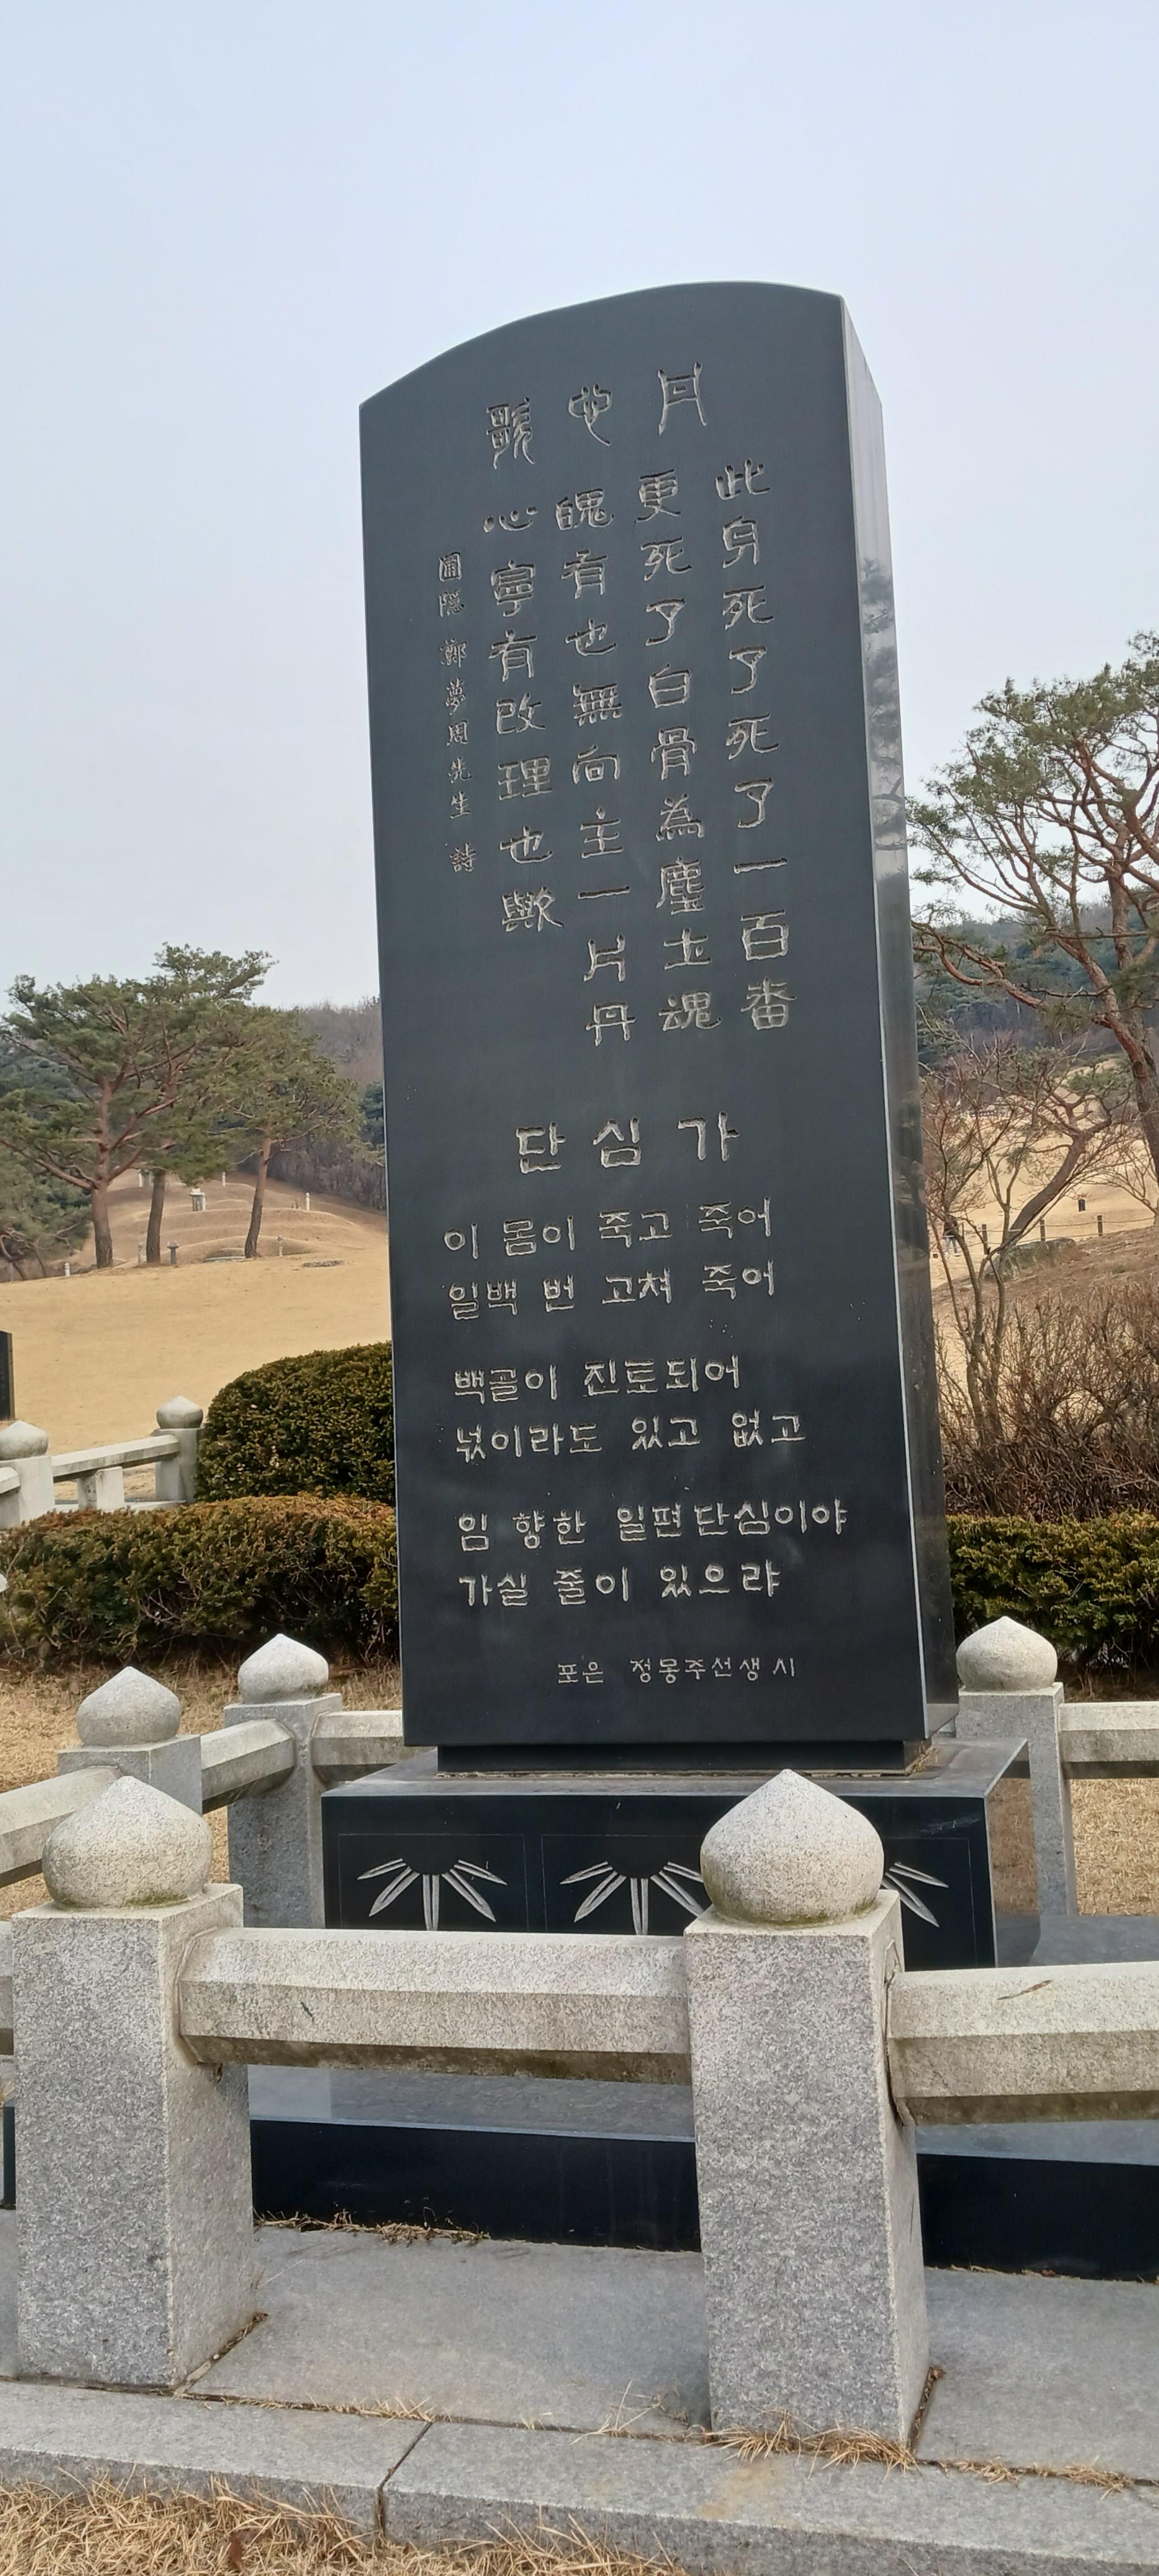 丹心歌
此身死了死了一百番
更死了白骨為塵土魂
魄有也無向主一片丹
心寧有改理也歟
圃隱 鄭夢周先生 詩
단심가
이 몸이 죽고 죽어
일백 번 고쳐 죽어
백골이 진토되어
넋이라도 있고 없고
임 향한 일편단심이야
가실 줄이 있으랴
포은 정몽주선생시